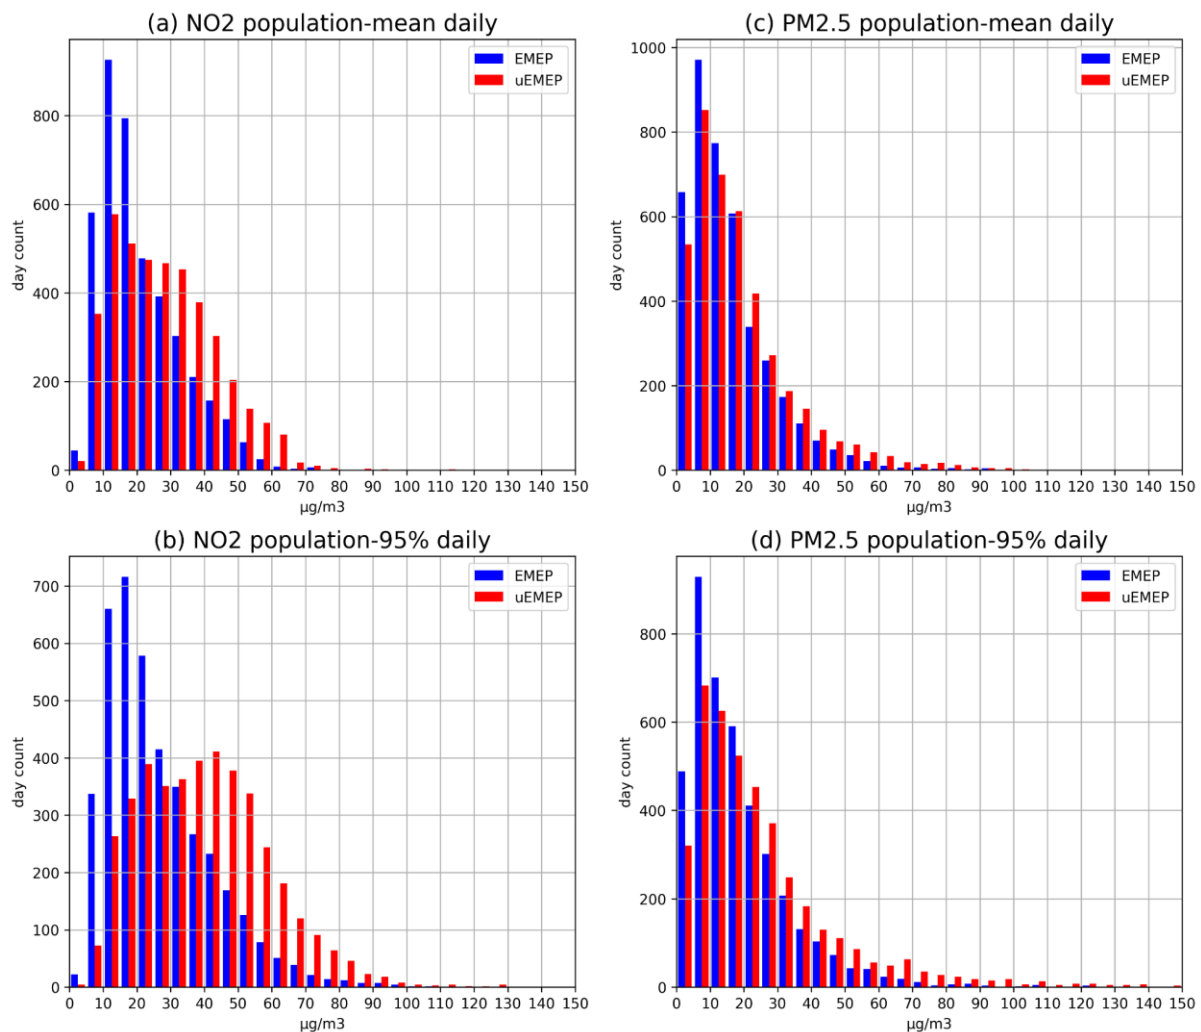 (a) NO2 population-mean daily
EMEP
uEMEP
day count
800
600
400
200
0
0 10 20 30 40 50 60 70 80 90 100 110 120 130 140 150
µg/m3
(c) PM2.5 population-mean daily
EMEP
uEMEP
day count
1000
800
600
400
200
0
0 10 20 30 40 50 60 70 80 90 100 110 120 130 140 150
µg/m3
(b) NO2 population-95% daily
EMEP
uEMEP
day count
700
600
500
400
300
200
100
0
0 10 20 30 40 50 60 70 80 90 100 110 120 130 140 150
µg/m3
(d) PM2.5 population-95% daily
EMEP
uEMEP
day count
800
600
400
200
0
0 10 20 30 40 50 60 70 80 90 100 110 120 130 140 150
µg/m3